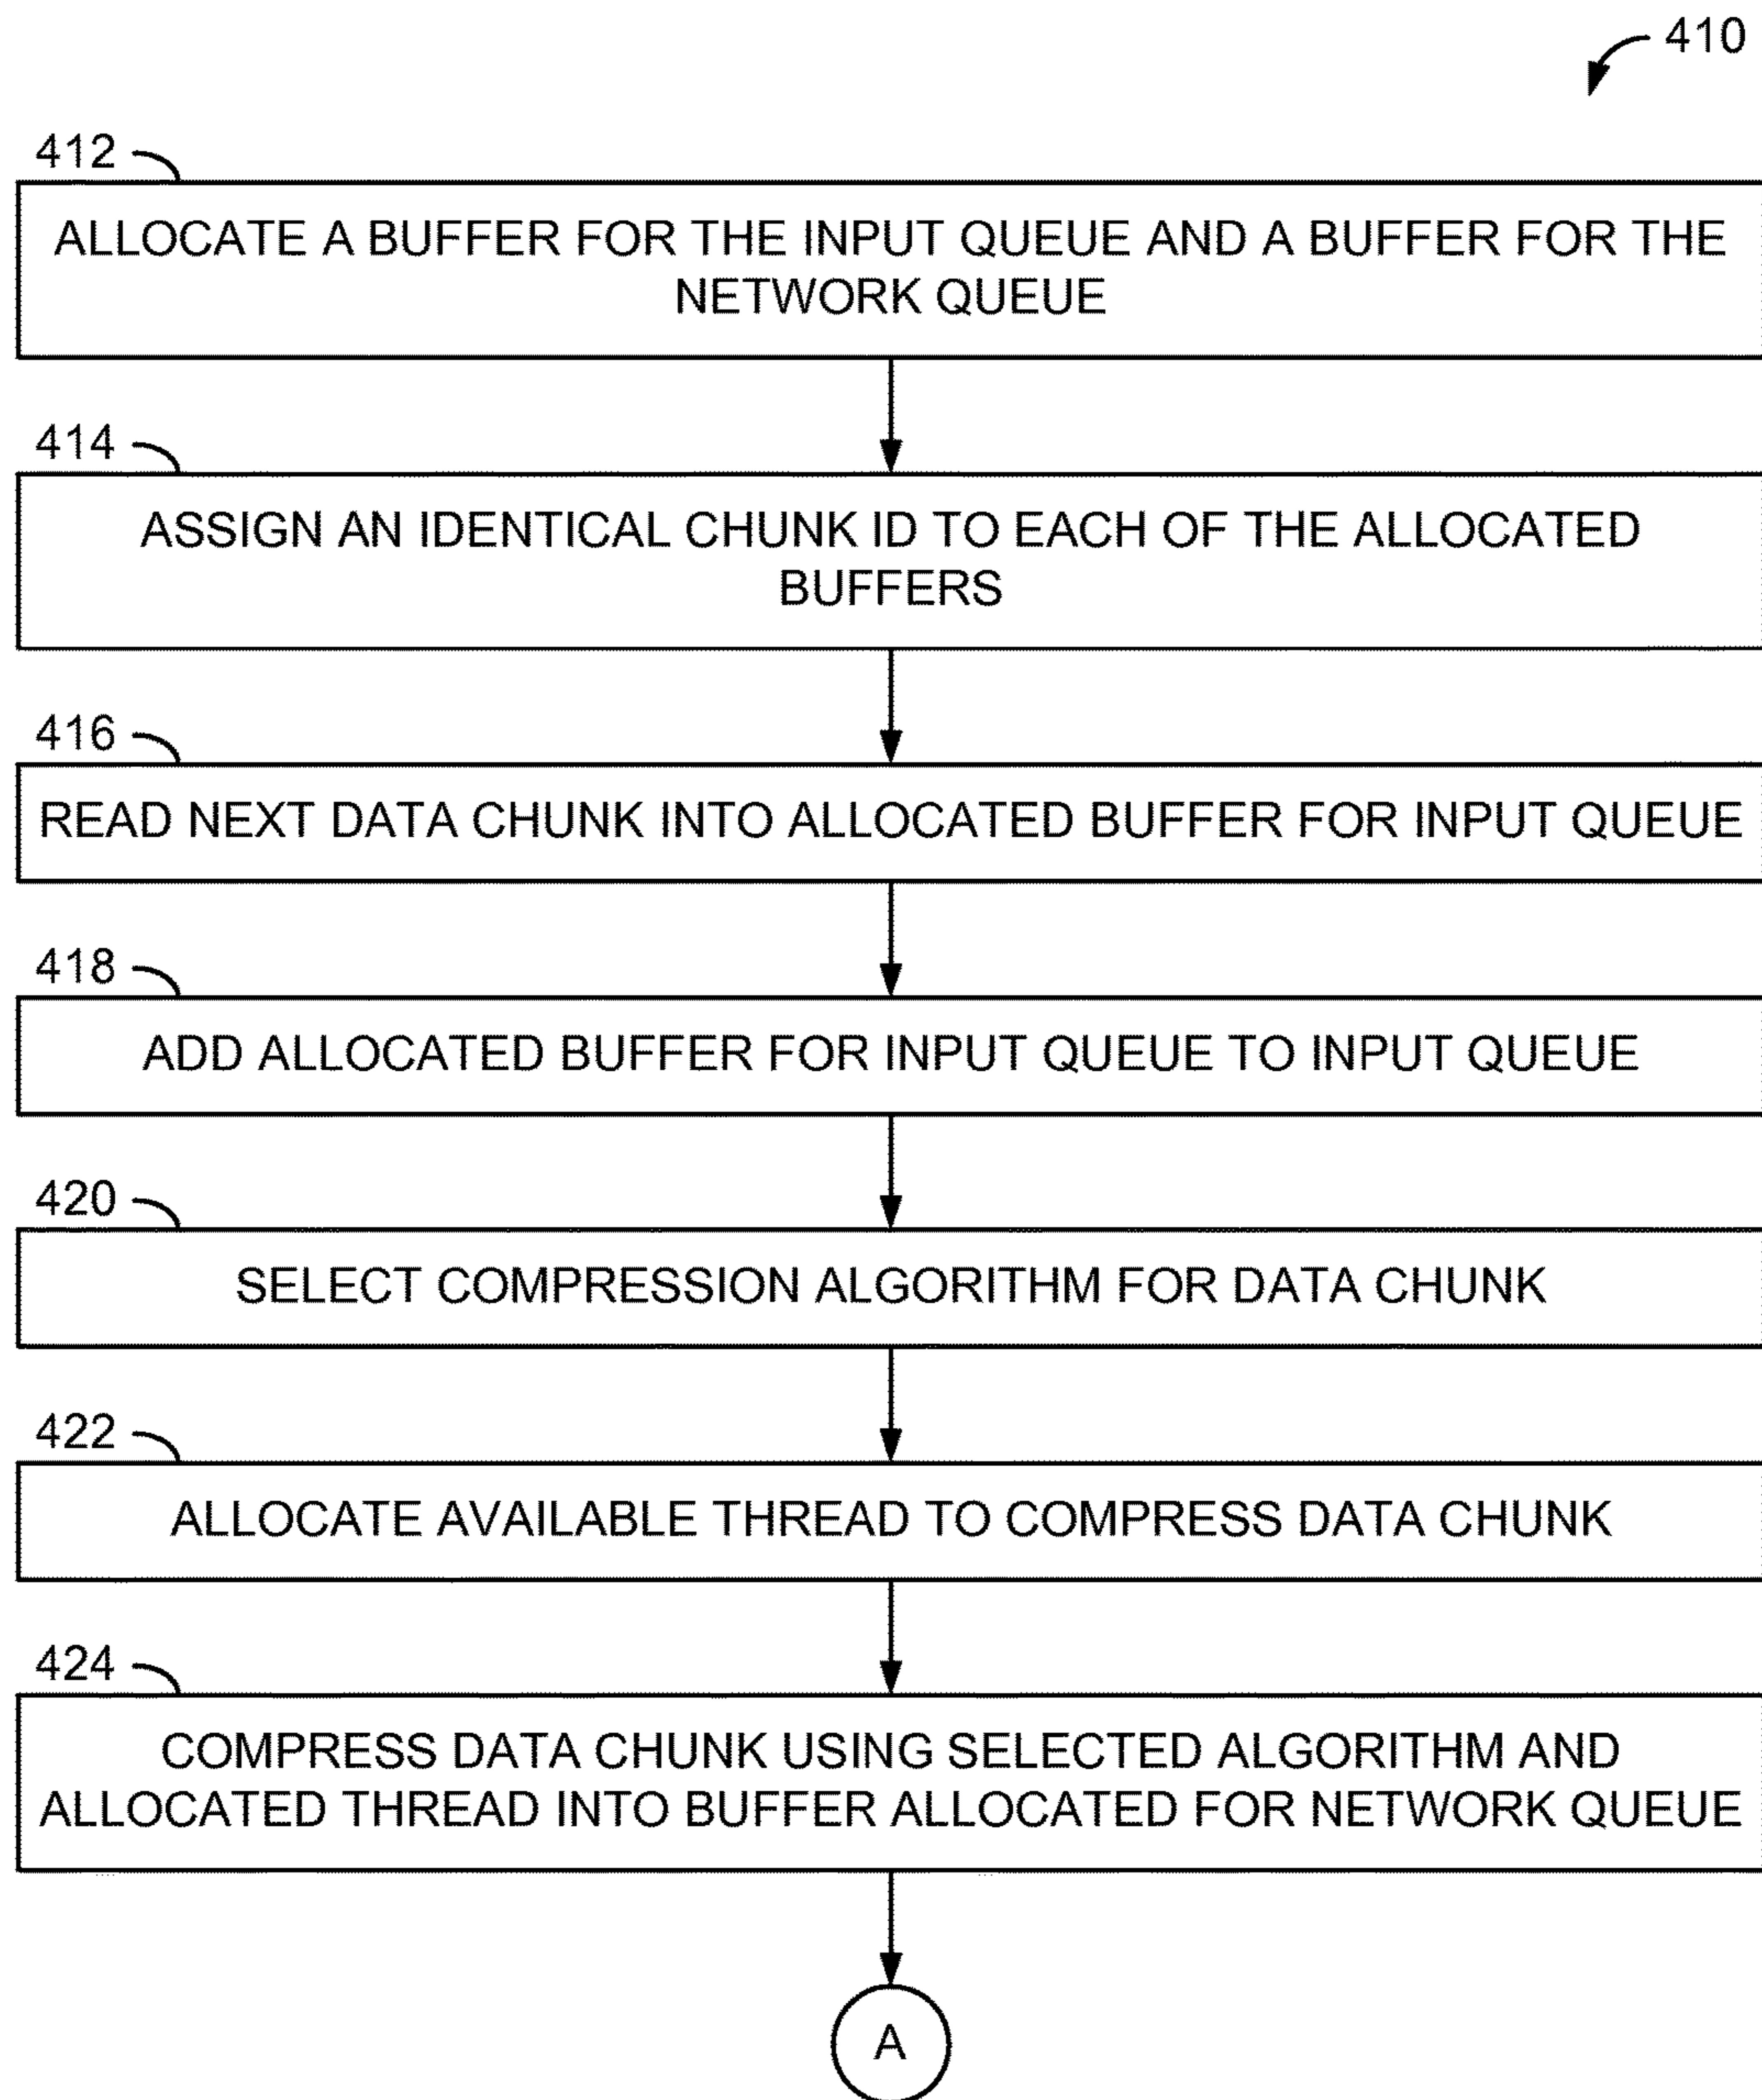 410
412
ALLOCATE A BUFFER FOR THE INPUT QUEUE AND A BUFFER FOR THE
NETWORK QUEUE
414
ASSIGN AN IDENTICAL CHUNK ID TO EACH OF THE ALLOCATED
BUFFERS
416
READ NEXT DATA CHUNK INTO ALLOCATED BUFFER FOR INPUT QUEUE
418
ADD ALLOCATED BUFFER FOR INPUT QUEUE TO INPUT QUEUE
420
SELECT COMPRESSION ALGORITHM FOR DATA CHUNK
422
ALLOCATE AVAILABLE THREAD TO COMPRESS DATA CHUNK
424
COMPRESS DATA CHUNK USING SELECTED ALGORITHM AND
ALLOCATED THREAD INTO BUFFER ALLOCATED FOR NETWORK QUEUE
A